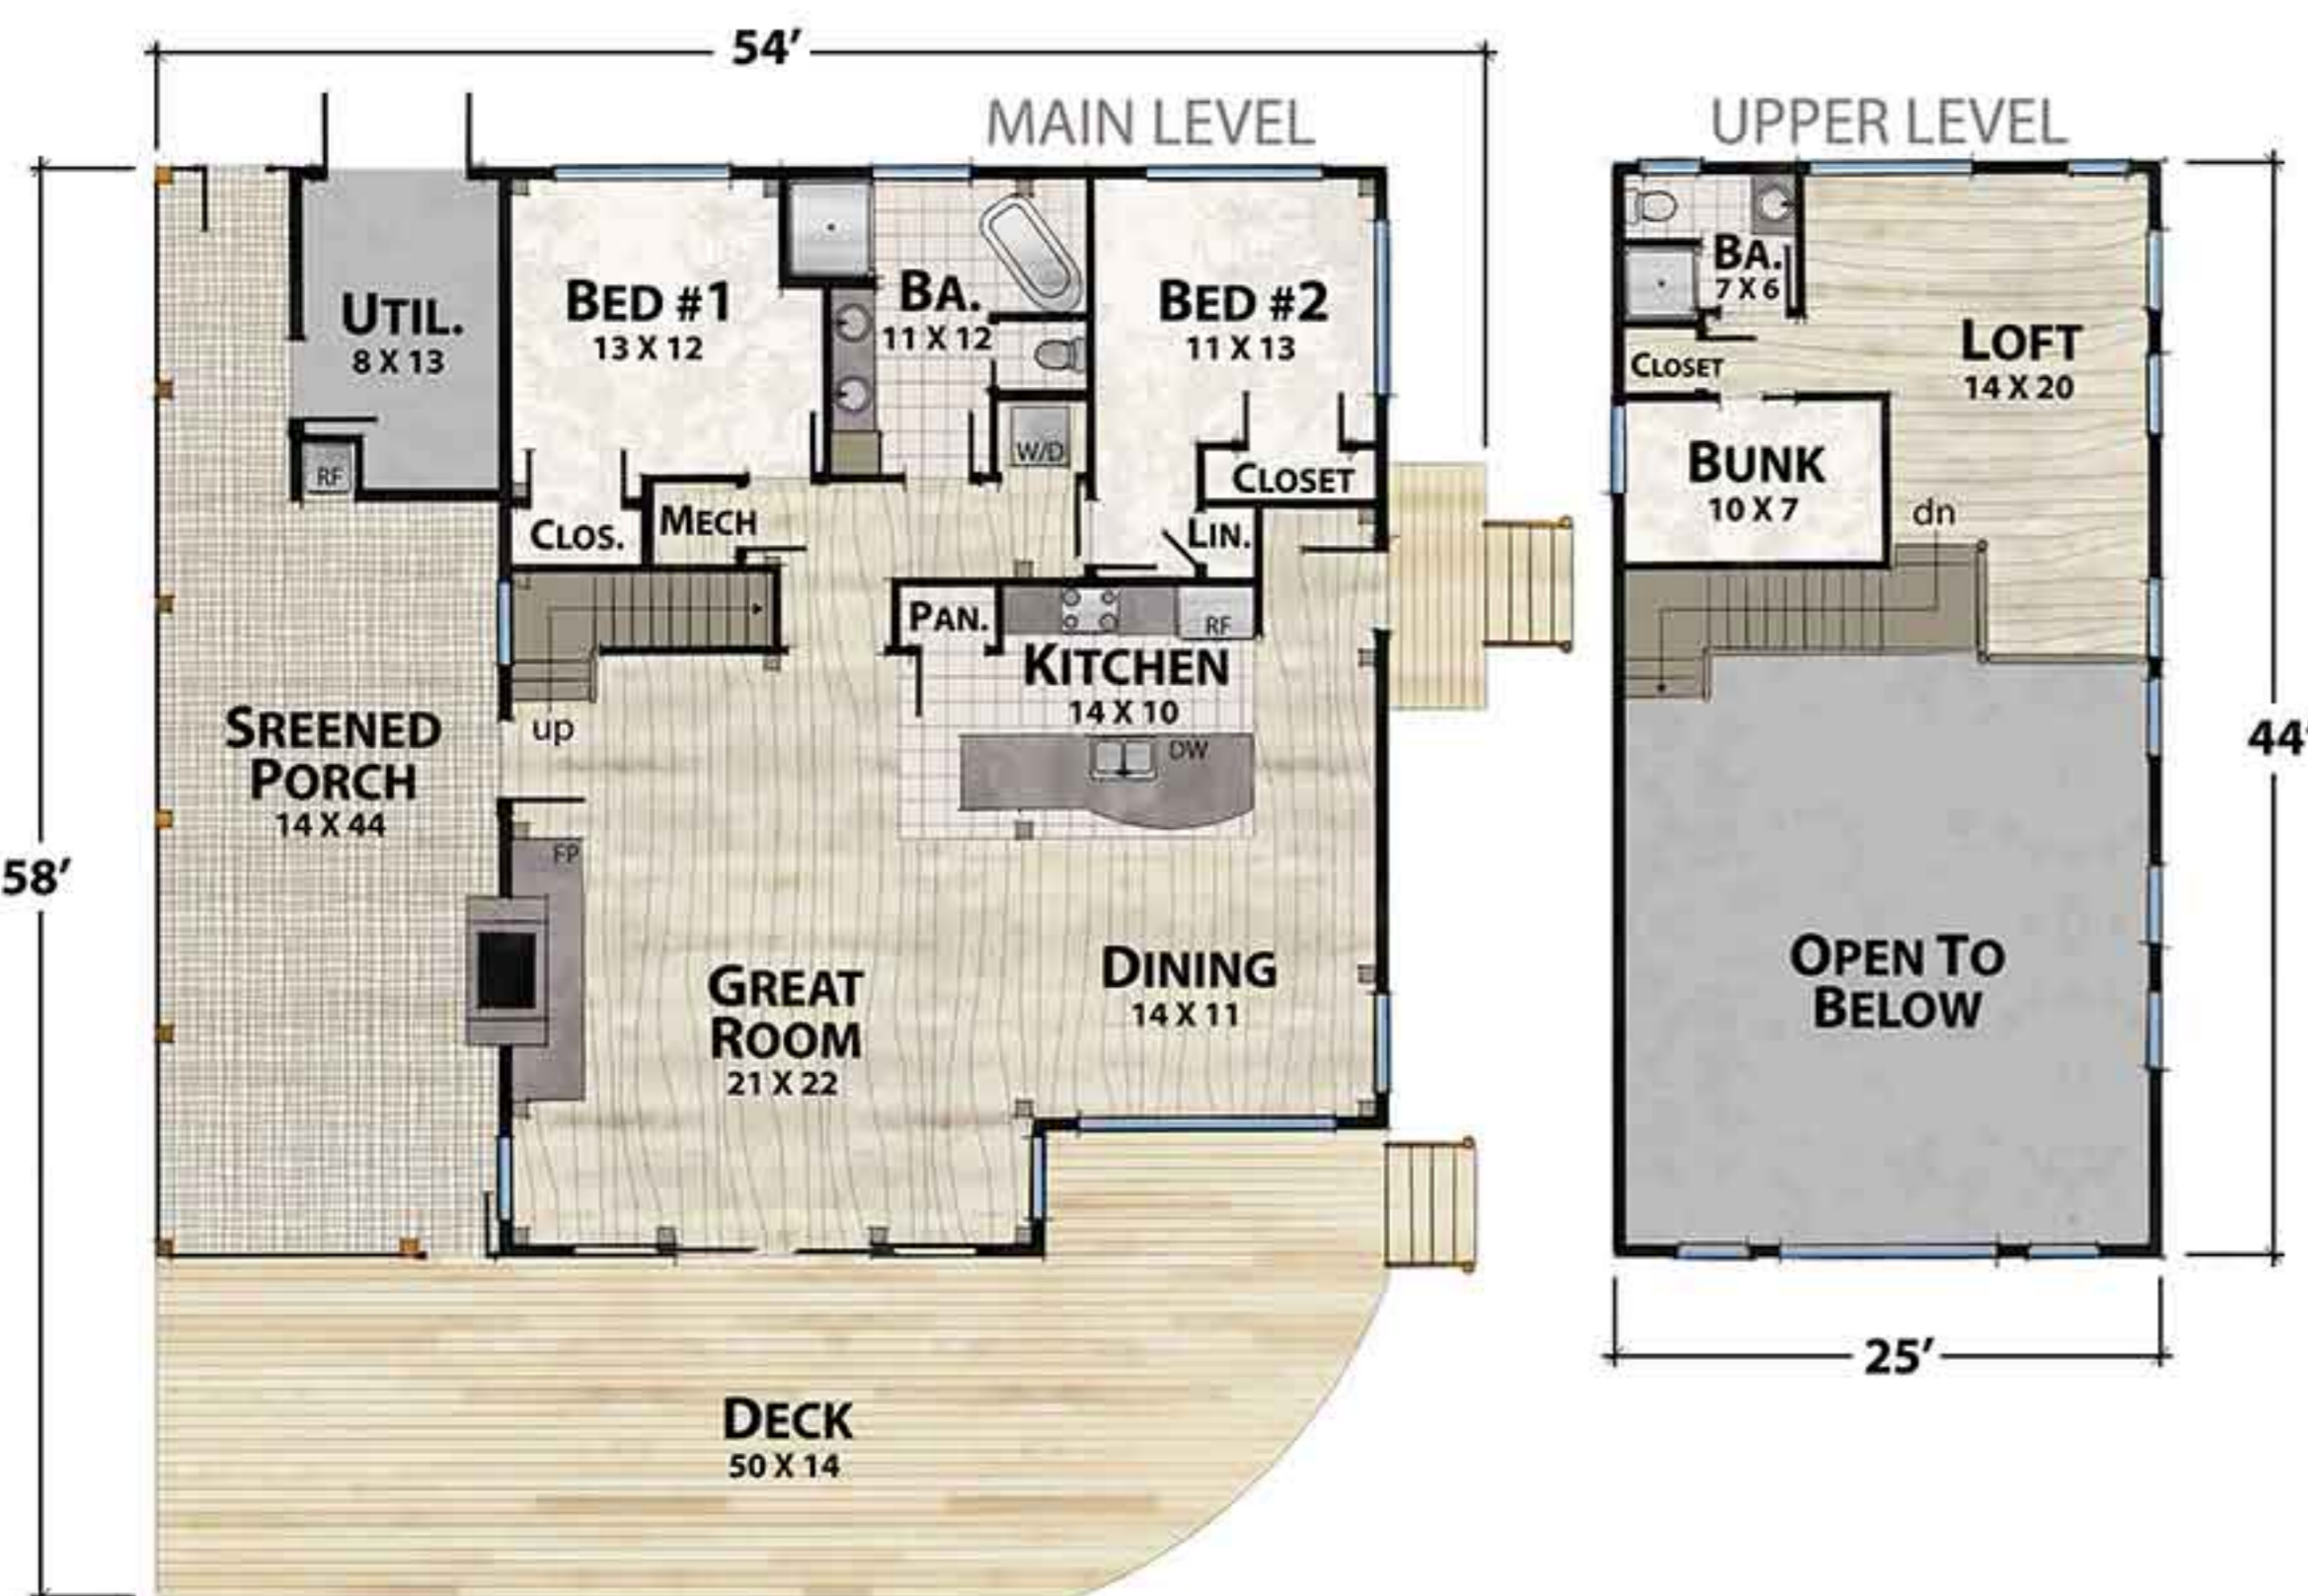 54′
MAIN LEVEL
UPPER LEVEL
UTIL.
8 X 13
BED #1
13 X 12
BA.
11 X 12
BED #2
11 X 13
W/D
RF
CLOSET
CLOS.
MECH
LIN.
PAN.
RF
KITCHEN
14 X 10
DW
up
SREENED
PORCH
14 X 44
FP
GREAT
ROOM
21 X 22
DINING
14 X 11
DECK
50 X 14
58′
BA.
7 X 6
LOFT
14 X 20
CLOSET
BUNK
10 X 7
dn
OPEN TO
BELOW
44′
25′